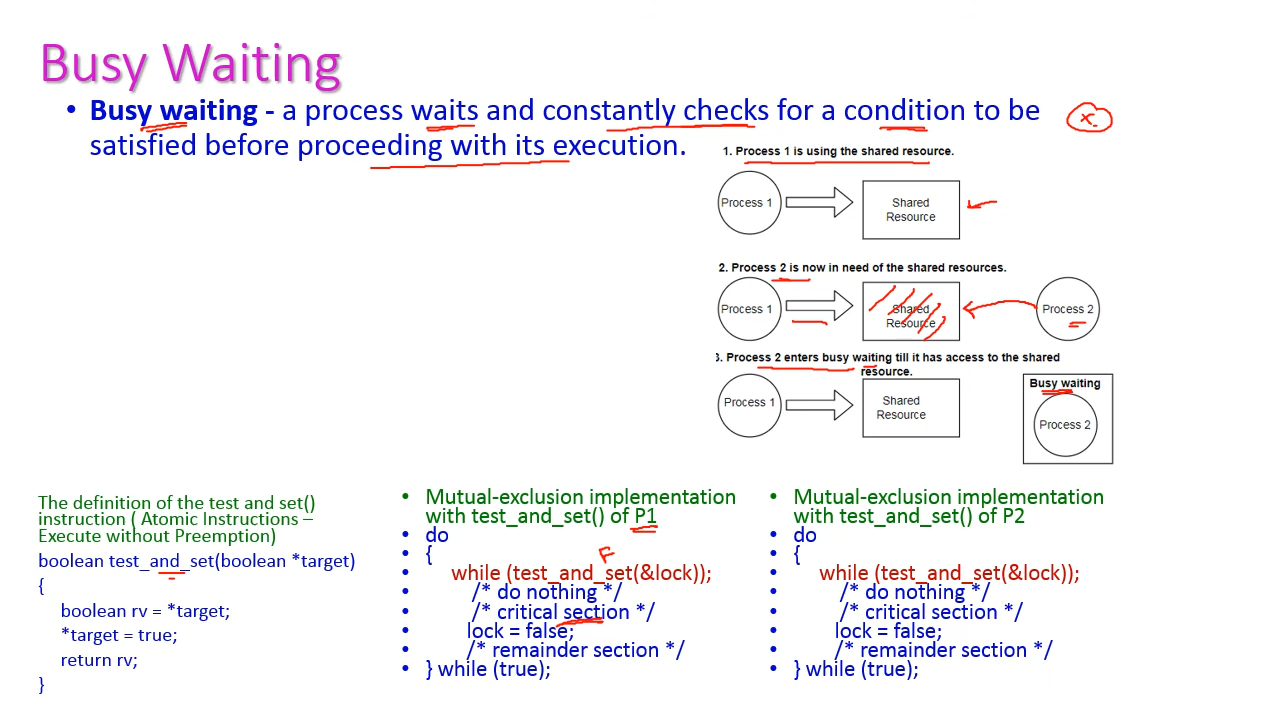 Busy Waiting
• Busy waiting - a process waits and constantly checks for a condition to be
satisfied before proceeding with its execution.
x
1. Process 1 is using the shared resource.
Process 1
Shared
Resource
2. Process 2 is now in need of the shared resources.
Process 1
Shared
Resource
Process 2
3. Process 2 enters busy waiting till it has access to the shared
resource.
Process 1
Shared
Resource
Busy waiting
Process 2
The definition of the test and set()
instruction ( Atomic Instructions –
Execute without Preemption)
boolean test_and_set(boolean *target)
{
boolean rv = *target;
*target = true;
return rv;
}
• Mutual-exclusion implementation
with test_and_set() of P1
• do
• {
F
• while (test_and_set(&lock));
• /* do nothing */
• /* critical section */
• lock = false;
• /* remainder section */
• } while (true);
• Mutual-exclusion implementation
with test_and_set() of P2
• do
• {
• while (test_and_set(&lock));
• /* do nothing */
• /* critical section */
• lock = false;
• /* remainder section */
• } while (true);